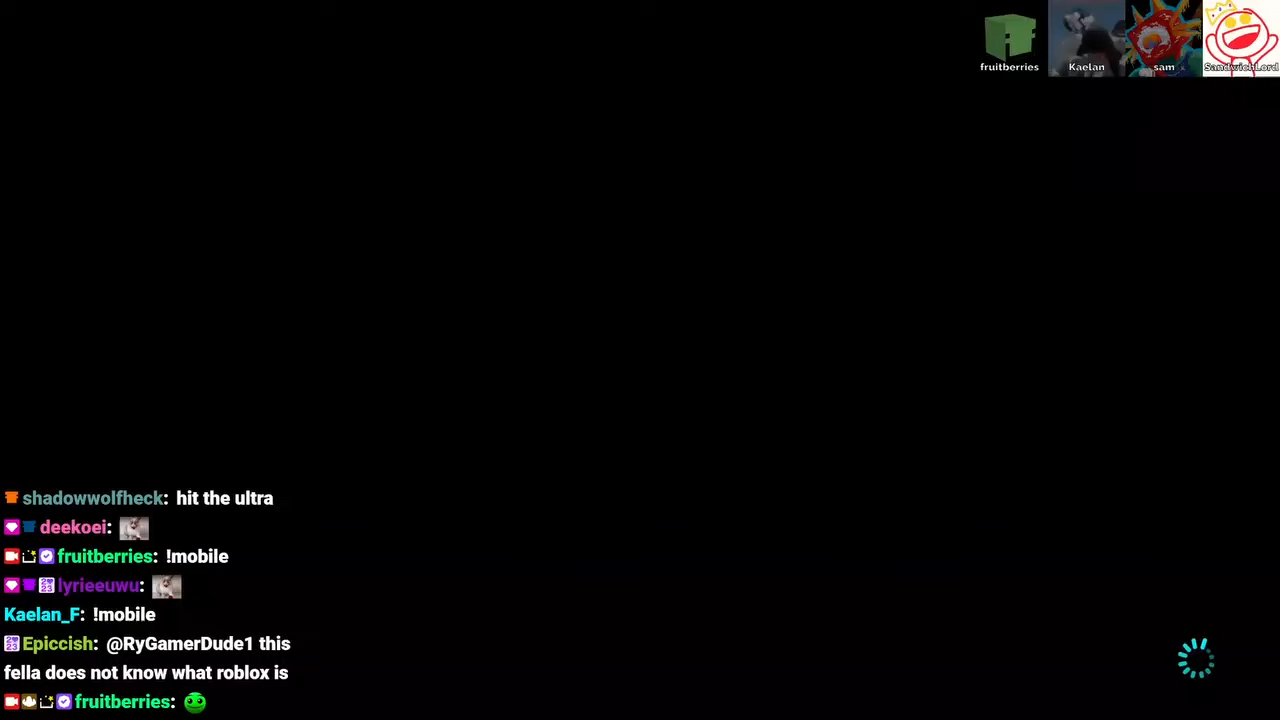 fruitberries Kaelan sam SandwichLord
shadowwolfheck: hit the ultra
deekoei:
fruitberries: !mobile
lyrieeuwu:
Kaelan_F: !mobile
Epiccish: @RyGamerDude1 this
fella does not know what roblox is
fruitberries: